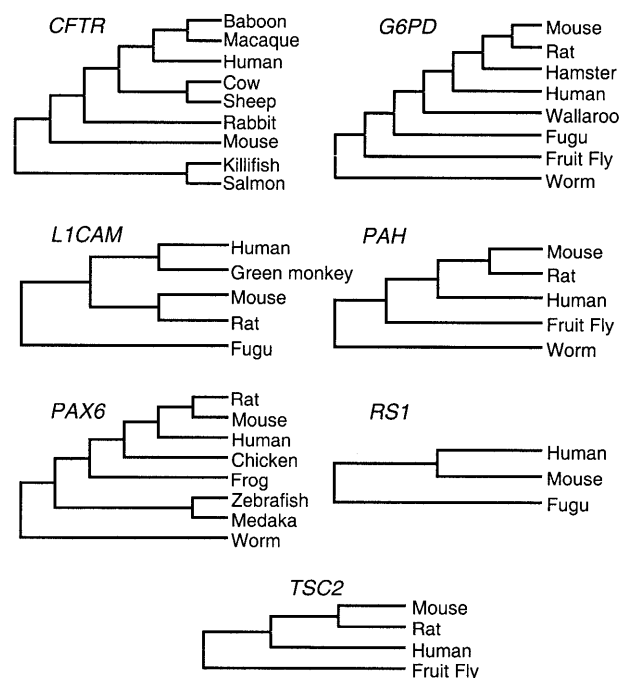 CFTR
Baboon
Macaque
Human
Cow
Sheep
Rabbit
Mouse
Killifish
Salmon
G6PD
Mouse
Rat
Hamster
Human
Wallaroo
Fugu
Fruit Fly
Worm
L1CAM
Human
Green monkey
Mouse
Rat
Fugu
PAH
Mouse
Rat
Human
Fruit Fly
Worm
PAX6
Rat
Mouse
Human
Chicken
Frog
Zebrafish
Medaka
Worm
RS1
Human
Mouse
Fugu
TSC2
Mouse
Rat
Human
Fruit Fly